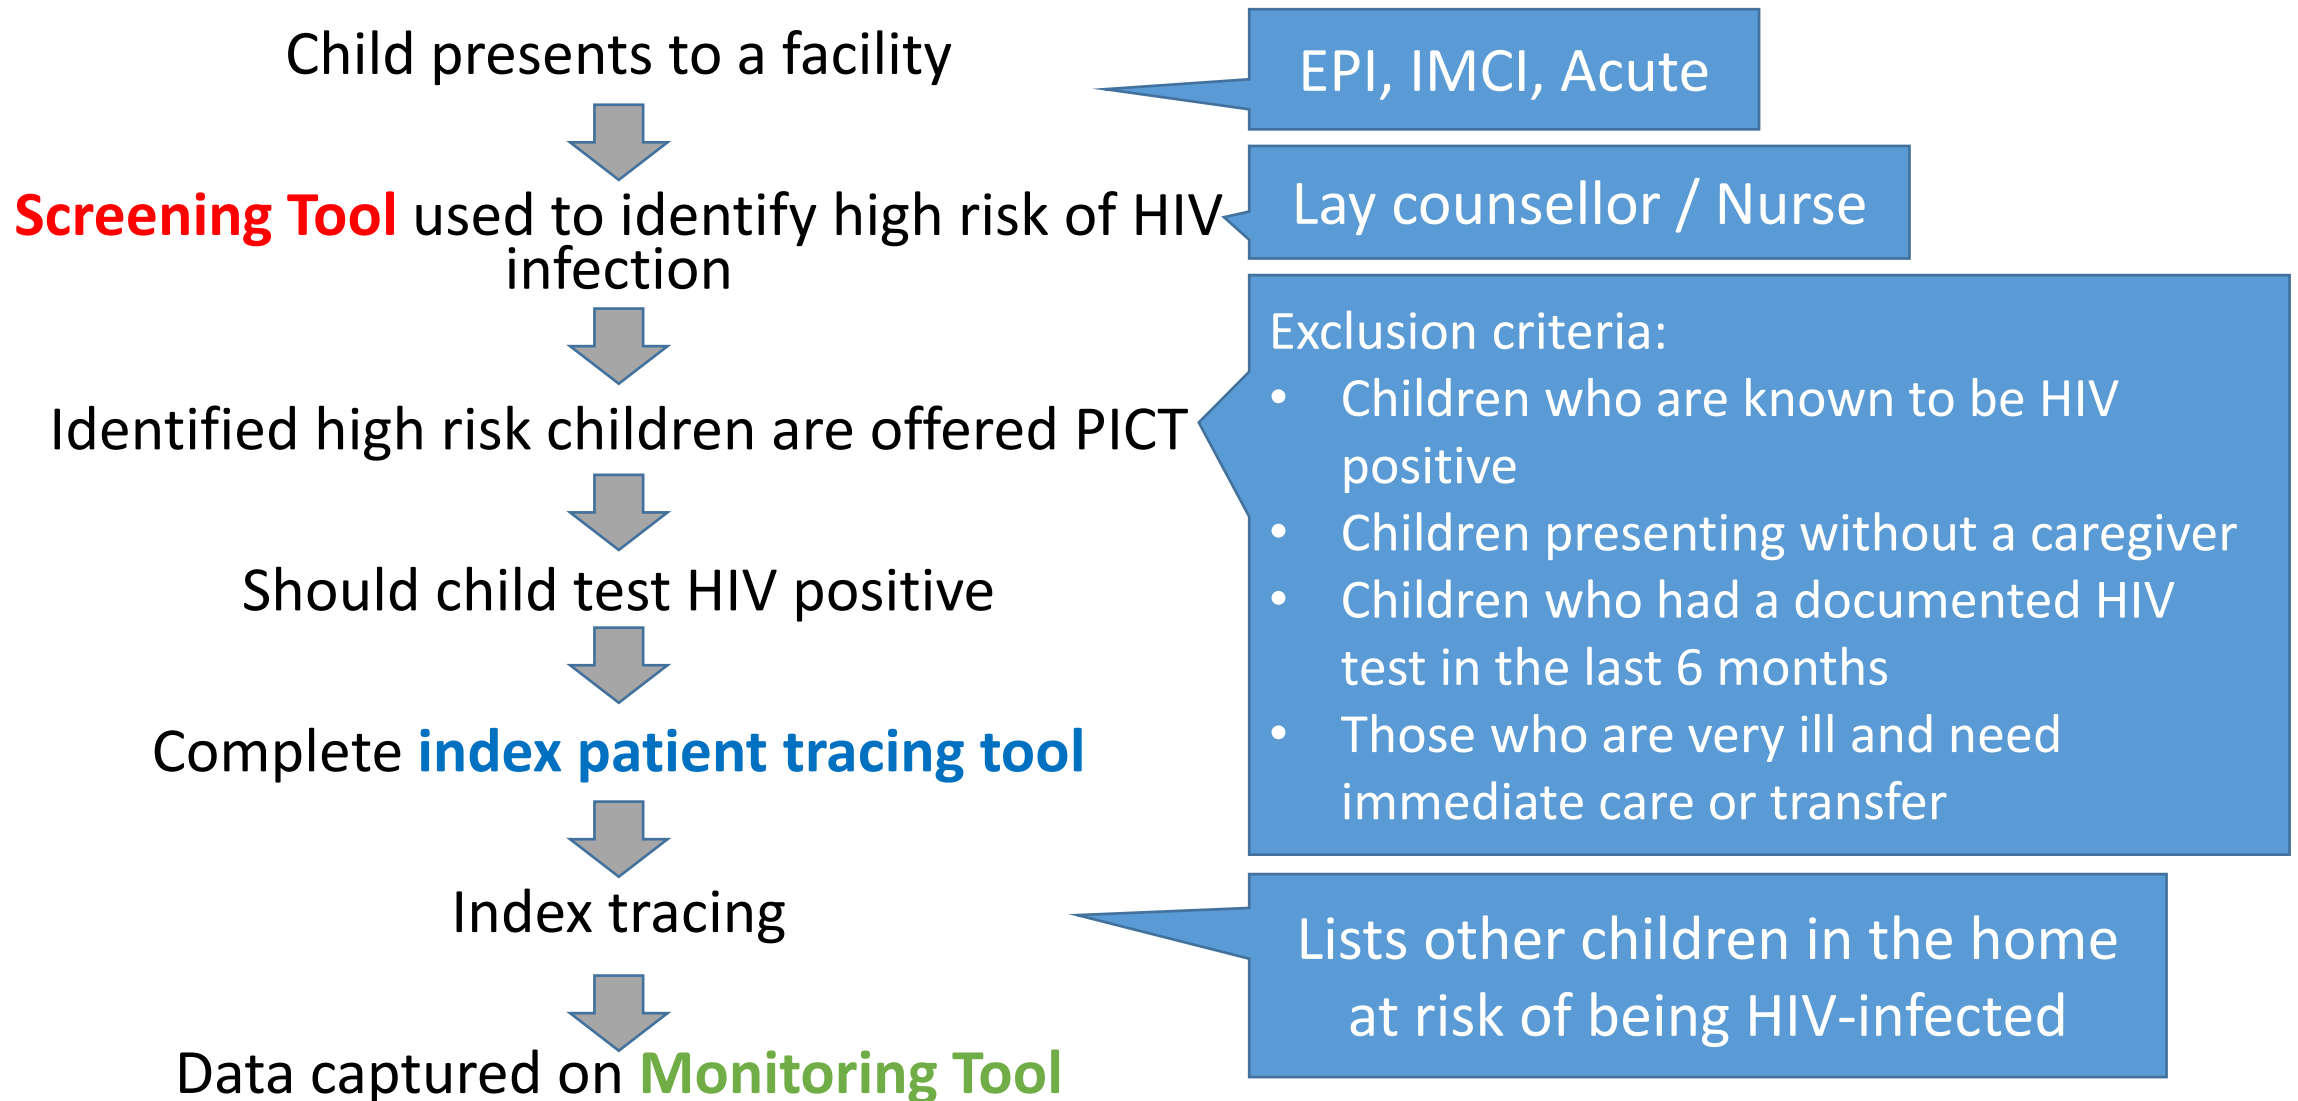 Child presents to a facility
EPI, IMCI, Acute
Screening Tool used to identify high risk of HIV
infection
Lay counsellor / Nurse
Identified high risk children are offered PICT
Exclusion criteria:
• Children who are known to be HIV
positive
• Children presenting without a caregiver
• Children who had a documented HIV
test in the last 6 months
• Those who are very ill and need
immediate care or transfer
Should child test HIV positive
Complete index patient tracing tool
Index tracing
Lists other children in the home
at risk of being HIV-infected
Data captured on Monitoring Tool